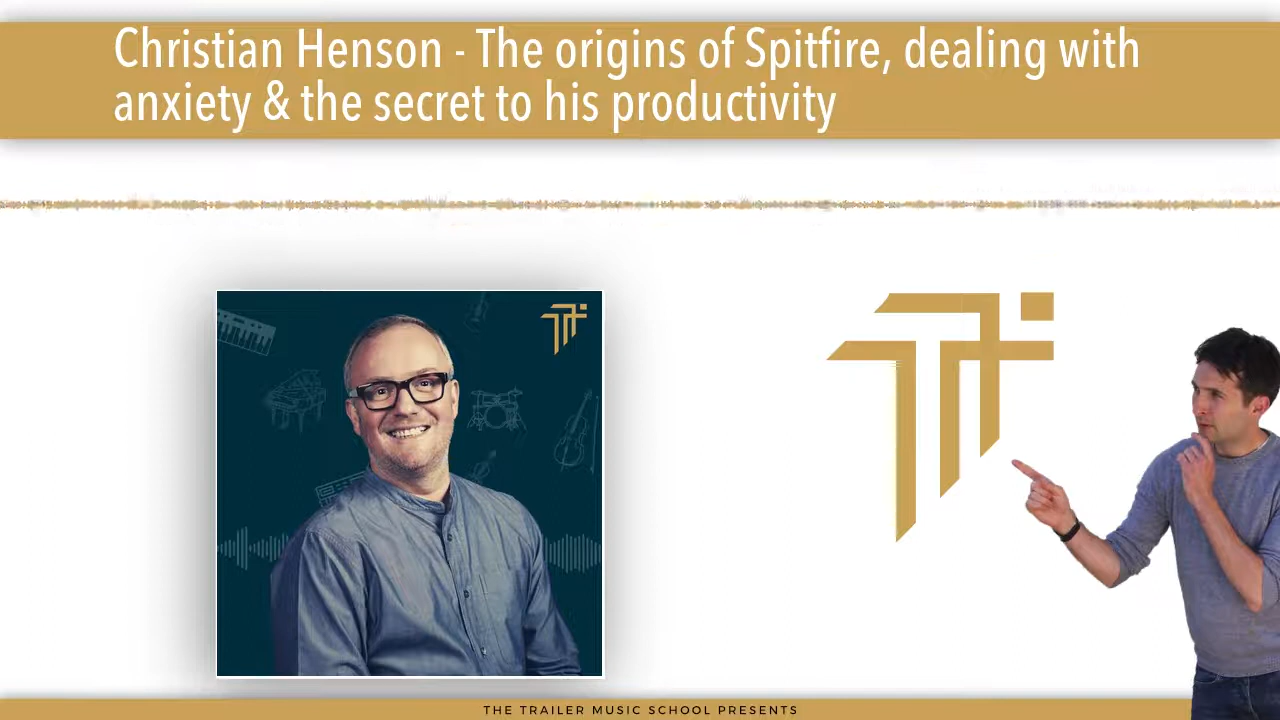 Christian Henson - The origins of Spitfire, dealing with
anxiety & the secret to his productivity
THE TRAILER MUSIC SCHOOL PRESENTS